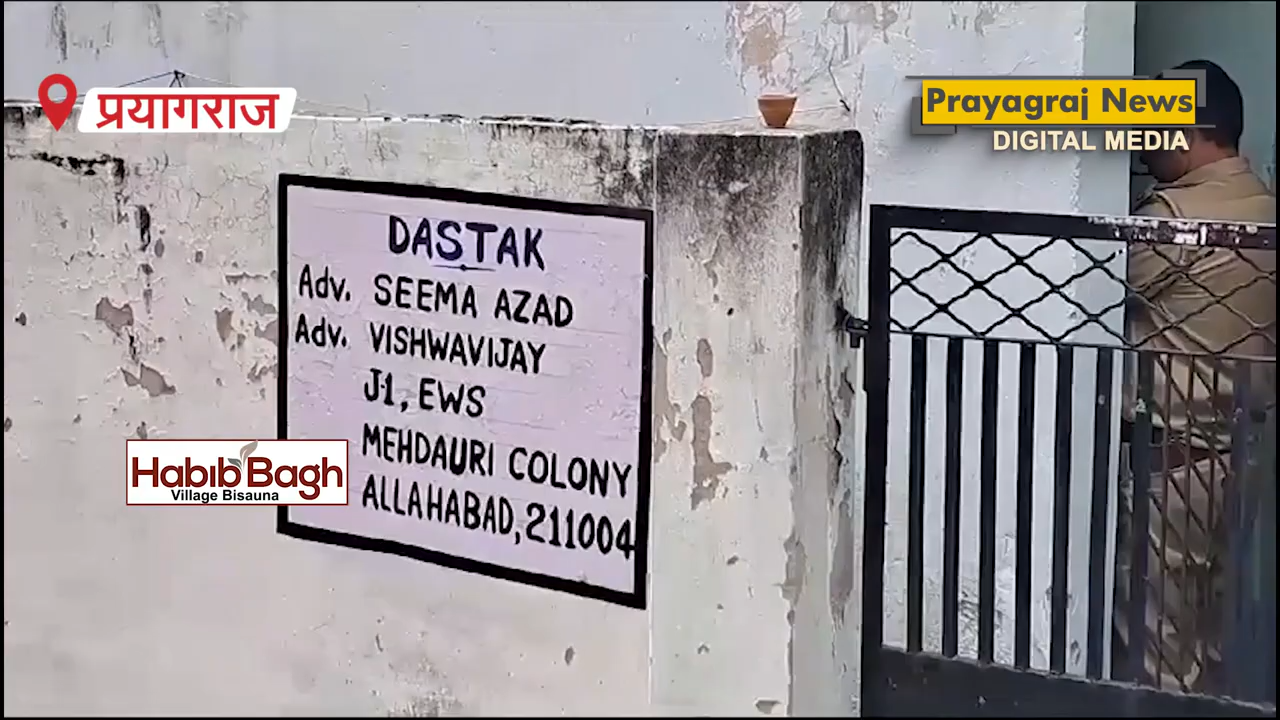 प्रयागराज
Prayagraj News
DIGITAL MEDIA
DASTAK
Adv. SEEMA AZAD
Adv. VISHWAVIJAY
J-1, EWS
MEHDAURI COLONY
ALLAHABAD, 211004
Habib Bagh
Village Bisauna